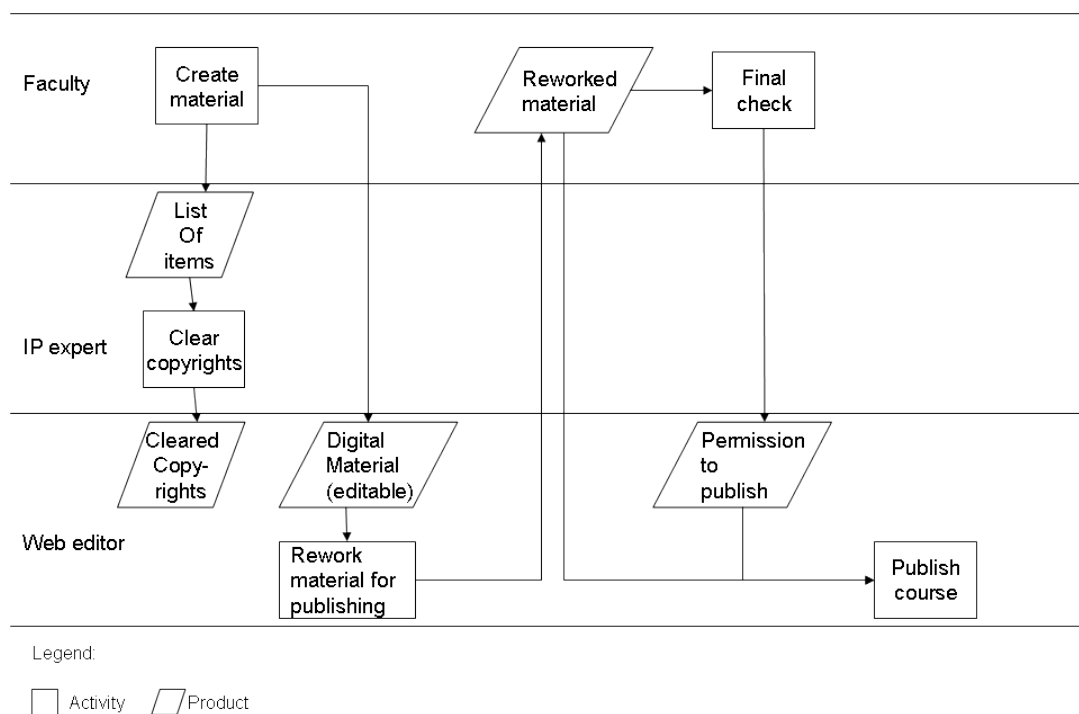 Faculty
Create
material
Reworked
material
Final
check
List
Of
items
IP expert
Clear
copyrights
Cleared
Copy-
rights
Digital
Material
(editable)
Permission
to
publish
Web editor
Rework
material for
publishing
Publish
course
Legend:
Activity
Product